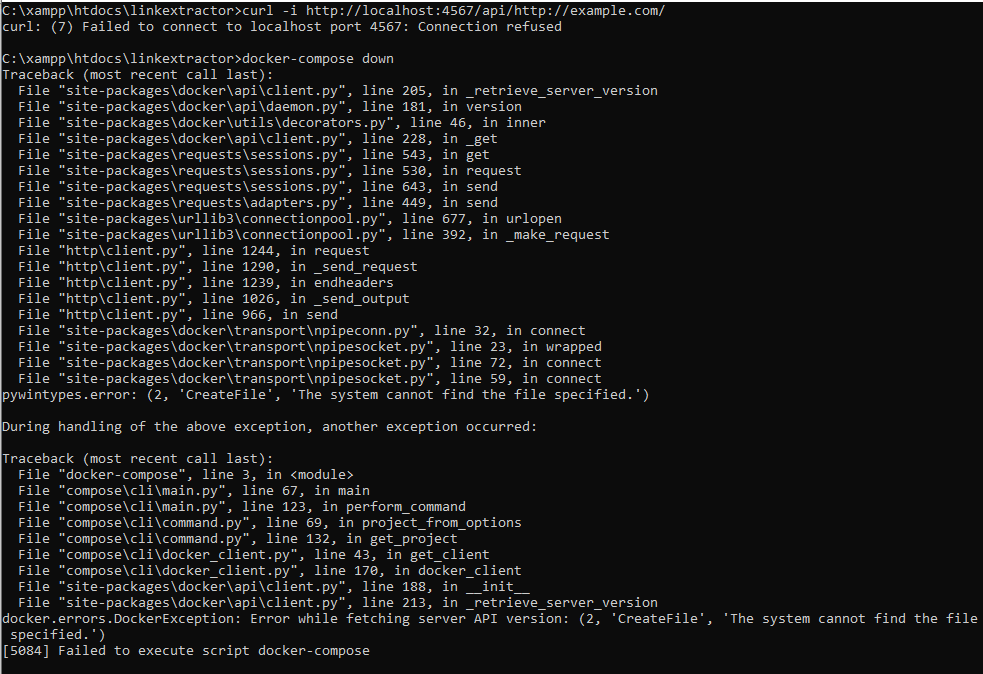 C:\xampp\htdocs\linkextractor>curl -i http://localhost:4567/api/http://example.com/
curl: (7) Failed to connect to localhost port 4567: Connection refused
C:\xampp\htdocs\linkextractor>docker-compose down
Traceback (most recent call last):
  File "site-packages\docker\api\client.py", line 205, in _retrieve_server_version
  File "site-packages\docker\api\daemon.py", line 181, in version
  File "site-packages\docker\utils\decorators.py", line 46, in inner
  File "site-packages\docker\api\client.py", line 228, in _get
  File "site-packages\requests\sessions.py", line 543, in get
  File "site-packages\requests\sessions.py", line 530, in request
  File "site-packages\requests\sessions.py", line 643, in send
  File "site-packages\requests\adapters.py", line 449, in send
  File "site-packages\urllib3\connectionpool.py", line 677, in urlopen
  File "site-packages\urllib3\connectionpool.py", line 392, in _make_request
  File "http\client.py", line 1244, in request
  File "http\client.py", line 1290, in _send_request
  File "http\client.py", line 1239, in endheaders
  File "http\client.py", line 1026, in _send_output
  File "http\client.py", line 966, in send
  File "site-packages\docker\transport\npipeconn.py", line 32, in connect
  File "site-packages\docker\transport\npipesocket.py", line 23, in wrapped
  File "site-packages\docker\transport\npipesocket.py", line 72, in connect
  File "site-packages\docker\transport\npipesocket.py", line 59, in connect
pywintypes.error: (2, 'CreateFile', 'The system cannot find the file specified.')
During handling of the above exception, another exception occurred:
Traceback (most recent call last):
  File "docker-compose", line 3, in <module>
  File "compose\cli\main.py", line 67, in main
  File "compose\cli\main.py", line 123, in perform_command
  File "compose\cli\command.py", line 69, in project_from_options
  File "compose\cli\command.py", line 132, in get_project
  File "compose\cli\docker_client.py", line 43, in get_client
  File "compose\cli\docker_client.py", line 170, in docker_client
  File "site-packages\docker\api\client.py", line 188, in __init__
  File "site-packages\docker\api\client.py", line 213, in _retrieve_server_version
docker.errors.DockerException: Error while fetching server API version: (2, 'CreateFile', 'The system cannot find the file
 specified.')
[5084] Failed to execute script docker-compose